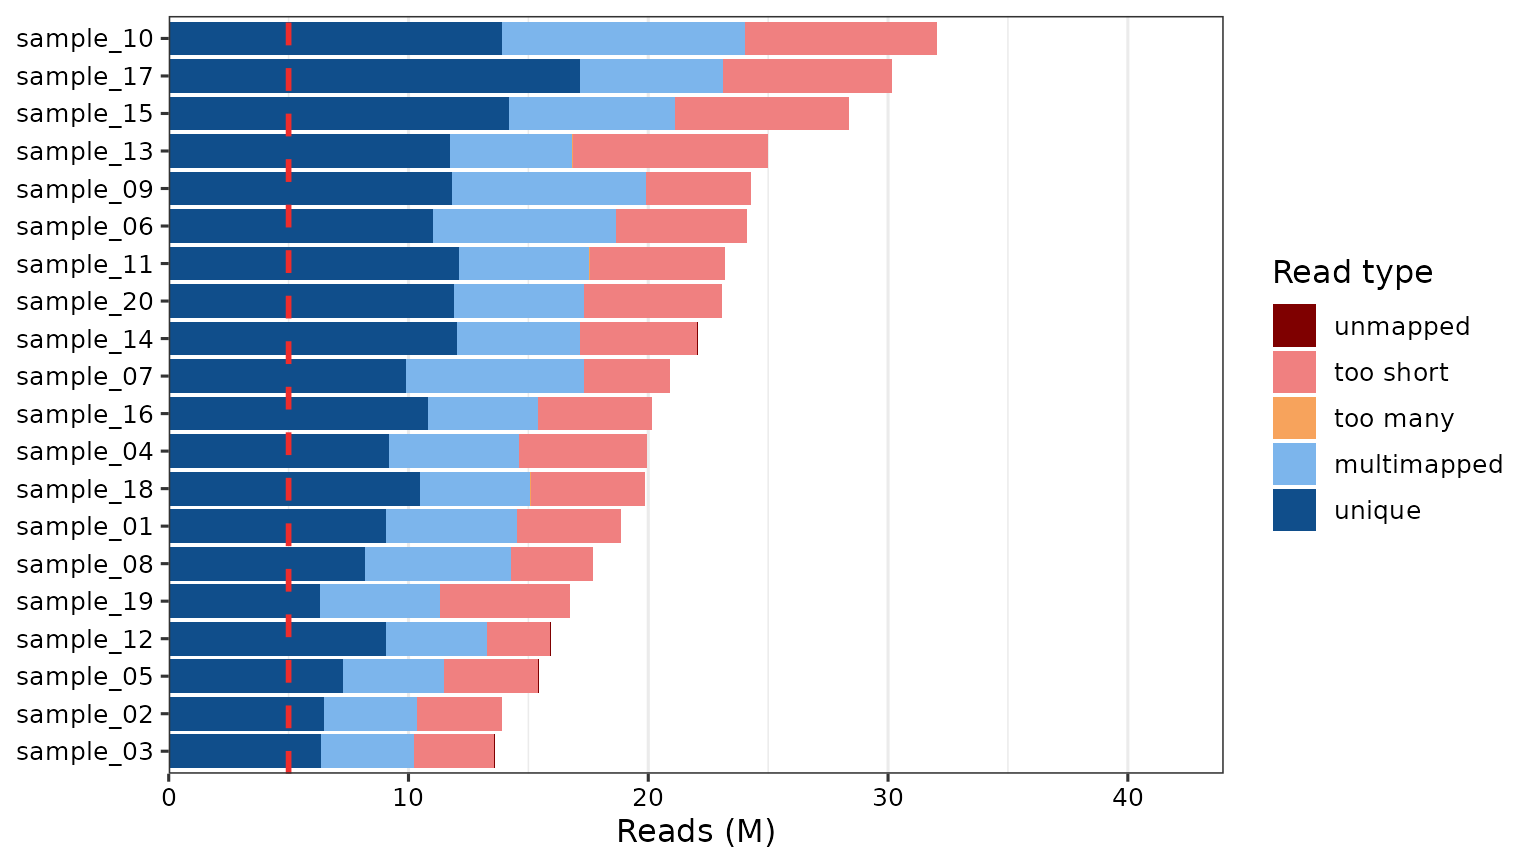 sample_10
sample_17
sample_15
sample_13
sample_09
sample_06
sample_11
sample_20
sample_14
sample_07
sample_16
sample_04
sample_18
sample_01
sample_08
sample_19
sample_12
sample_05
sample_02
sample_03
0 10 20 30 40
Reads (M)
Read type
unmapped
too short
too many
multimapped
unique